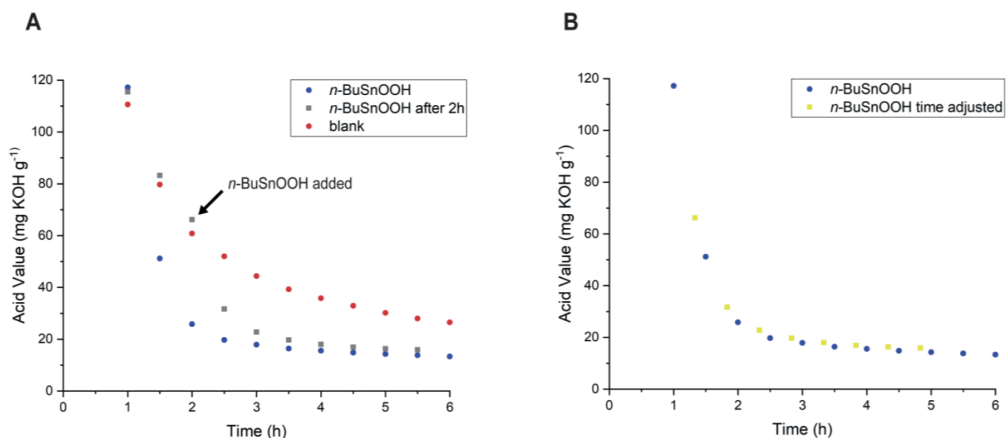 A
n-BuSnOOH
n-BuSnOOH after 2h
blank
n-BuSnOOH added
Acid Value (mg KOH g⁻¹)
120
100
80
60
40
20
0
0 1 2 3 4 5 6
Time (h)
B
n-BuSnOOH
n-BuSnOOH time adjusted
Acid Value (mg KOH g⁻¹)
120
100
80
60
40
20
0
0 1 2 3 4 5 6
Time (h)